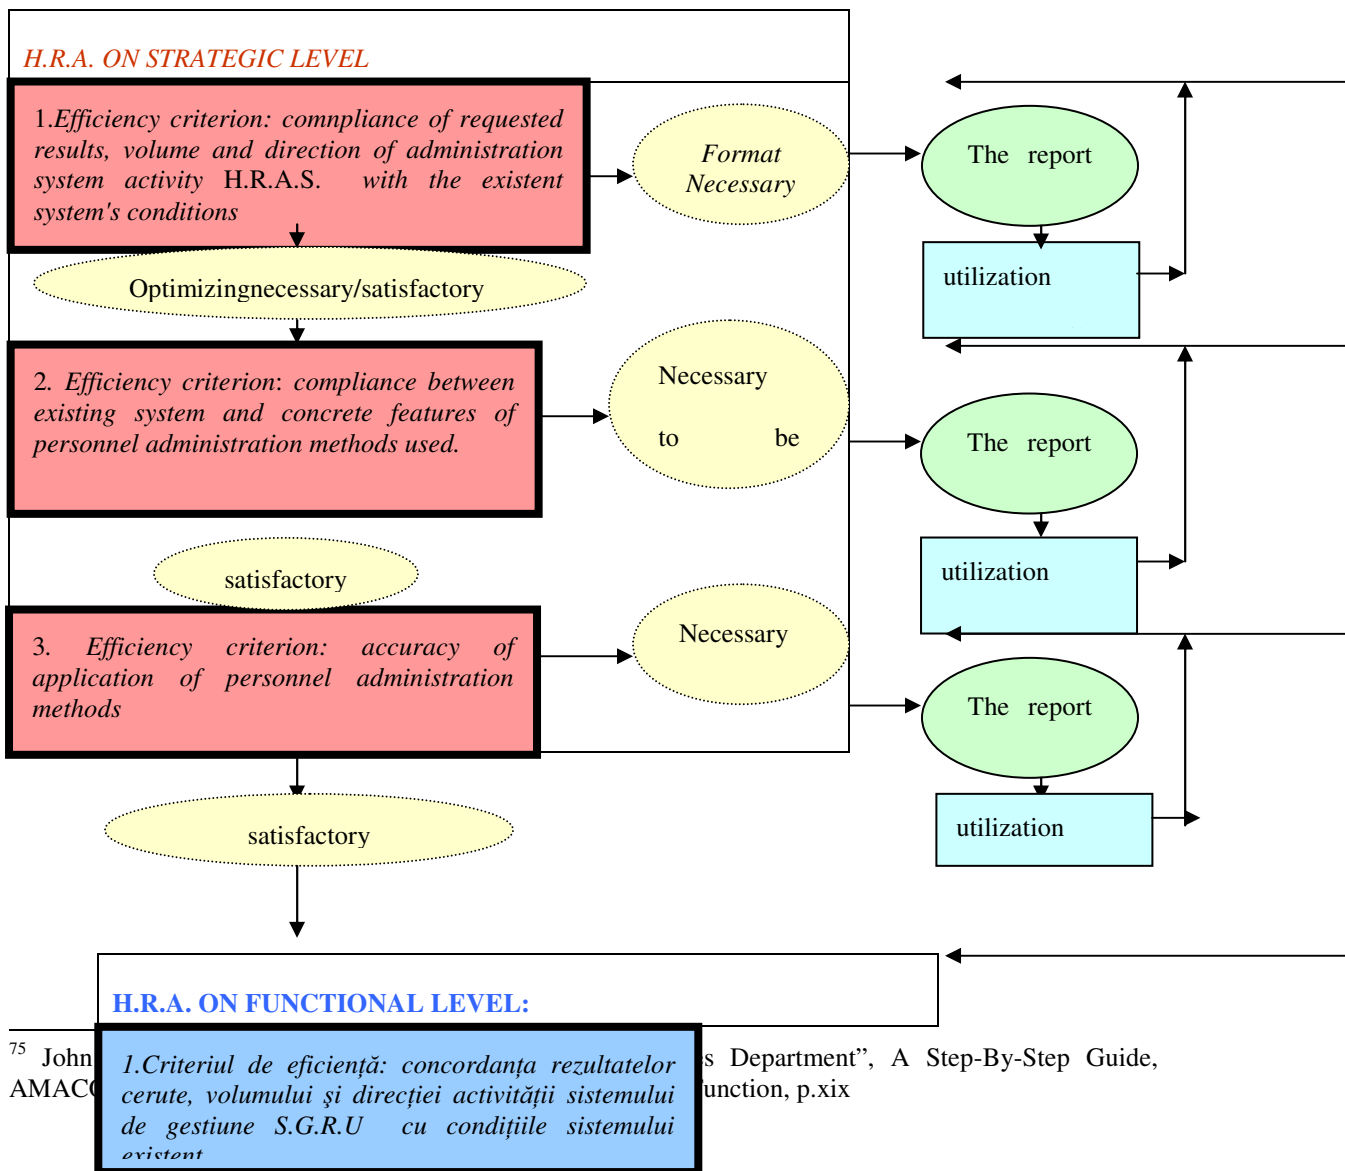 H.R.A. ON STRATEGIC LEVEL
1.Efficiency criterion: comnpliance of requested
results, volume and direction of administration
system activity H.R.A.S. with the existent
system's conditions
Format
Necessary
The report
utilization
Optimizingnecessary/satisfactory
2. Efficiency criterion: compliance between
existing system and concrete features of
personnel administration methods used.
Necessary
to be
The report
utilization
satisfactory
3. Efficiency criterion: accuracy of
application of personnel administration
methods
Necessary
The report
utilization
satisfactory
H.R.A. ON FUNCTIONAL LEVEL:
1.Criteriul de eficiență: concordanța rezultatelor
cerute, volumului şi direcției activității sistemului
de gestiune S.G.R.U cu condițiile sistemului
existent
75 John s Department”, A Step-By-Step Guide,
AMAC unction, p.xix